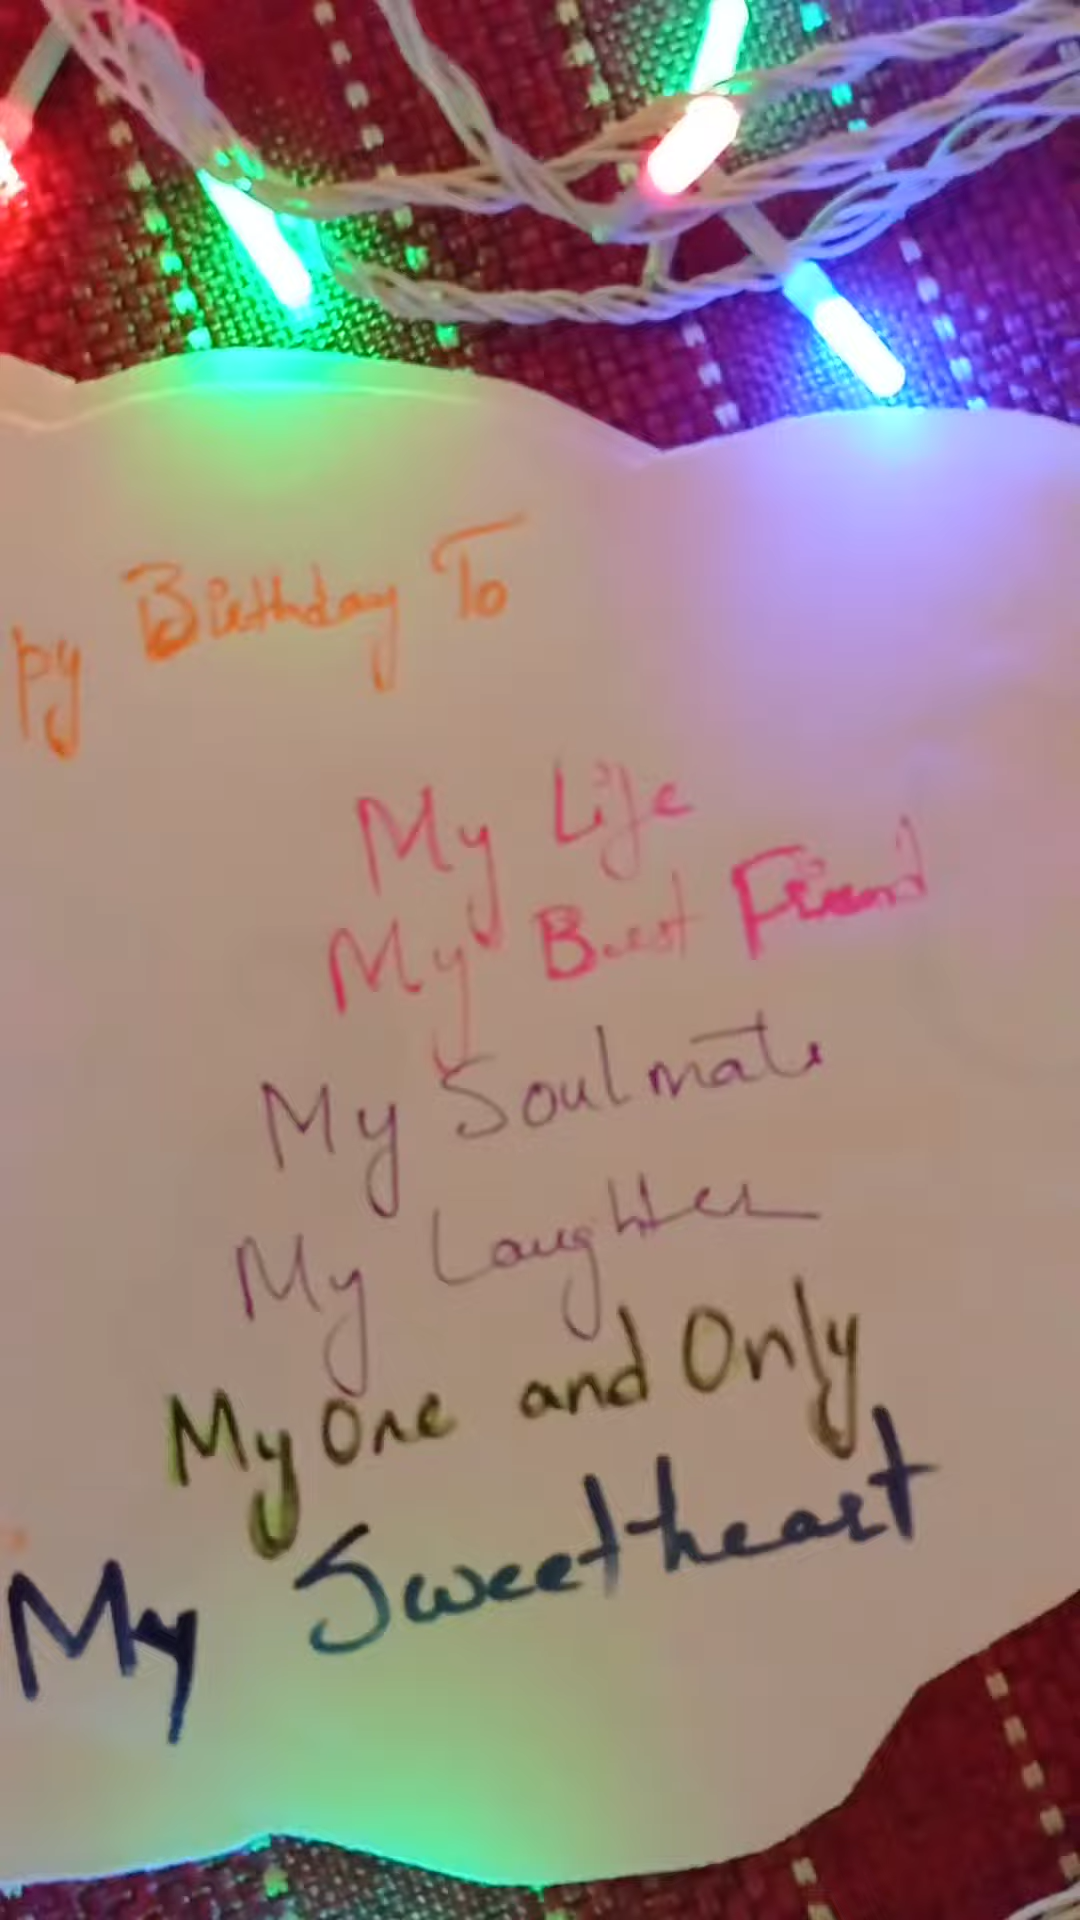 py Birthday To
My Life
My Best Friend
My Soulmate
My Laughter
My One and Only
My Sweetheart